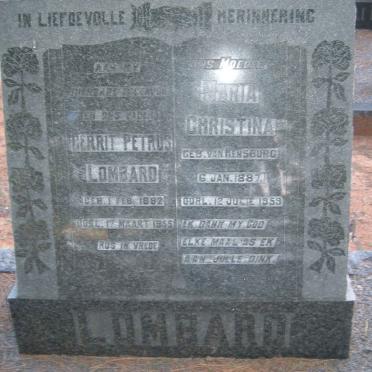 IN LIEFDEVOLLE HERINNERING
GERRIT PETRUS
LOMBARD
GEB. 1 FEB. 1882
OORL. 17 MAART 1955
RUS IN VREDE
ONS MOEDER
MARIA
CHRISTINA
GEB. VAN RENSBURG
6 JAN. 1887
OORL. 12 JULIE 1953
EK DANK MY GOD
ELKE MAAL AS EK
AAN JULLE DINK
LOMBARD